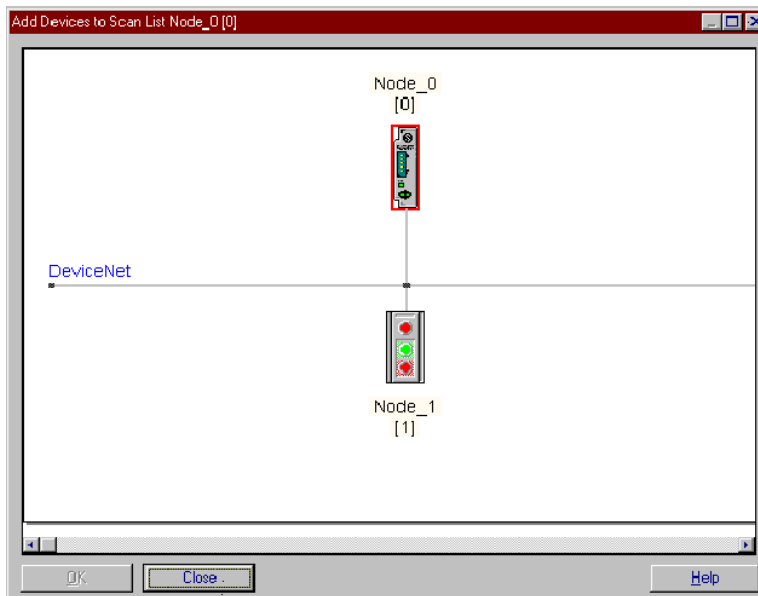 Add Devices to Scan List Node_0 [0]
Node_0
[0]
DeviceNet
Node_1
[1]
OK
Close
Help